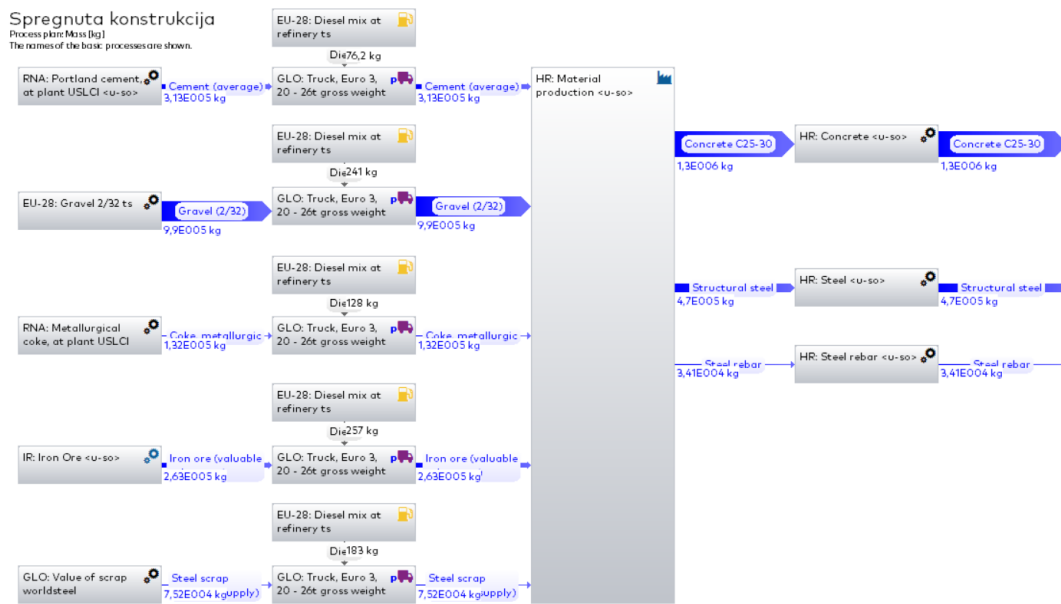 Spregnuta konstrukcija
Process plan: Mass [kg]
The names of the basic processes are shown.
EU-28: Diesel mix at
refinery ts
Die76,2 kg
RNA: Portland cement,
at plant USLCI <u-so>
Cement (average)
3,13E005 kg
GLO: Truck, Euro 3,
20 - 26t gross weight
p
Cement (average)
3,13E005 kg
HR: Material
production <u-so>
EU-28: Diesel mix at
refinery ts
Die241 kg
EU-28: Gravel 2/32 ts
Gravel (2/32)
9,9E005 kg
GLO: Truck, Euro 3,
20 - 26t gross weight
p
Gravel (2/32)
9,9E005 kg
Concrete C25-30
1,3E006 kg
HR: Concrete <u-so>
Concrete C25-30
1,3E006 kg
EU-28: Diesel mix at
refinery ts
Die128 kg
RNA: Metallurgical
coke, at plant USLCI
Coke, metallurgic
1,32E005 kg
GLO: Truck, Euro 3,
20 - 26t gross weight
p
Coke, metallurgic
1,32E005 kg
Structural steel
4,7E005 kg
HR: Steel <u-so>
Structural steel
4,7E005 kg
Steel rebar
3,41E004 kg
HR: Steel rebar <u-so>
Steel rebar
3,41E004 kg
EU-28: Diesel mix at
refinery ts
Die257 kg
IR: Iron Ore <u-so>
Iron ore (valuable
2,63E005 kg
GLO: Truck, Euro 3,
20 - 26t gross weight
p
Iron ore (valuable
2,63E005 kg
EU-28: Diesel mix at
refinery ts
Die183 kg
GLO: Value of scrap
worldsteel
Steel scrap
7,52E004 kgupply)
GLO: Truck, Euro 3,
20 - 26t gross weight
p
Steel scrap
7,52E004 kgupply)